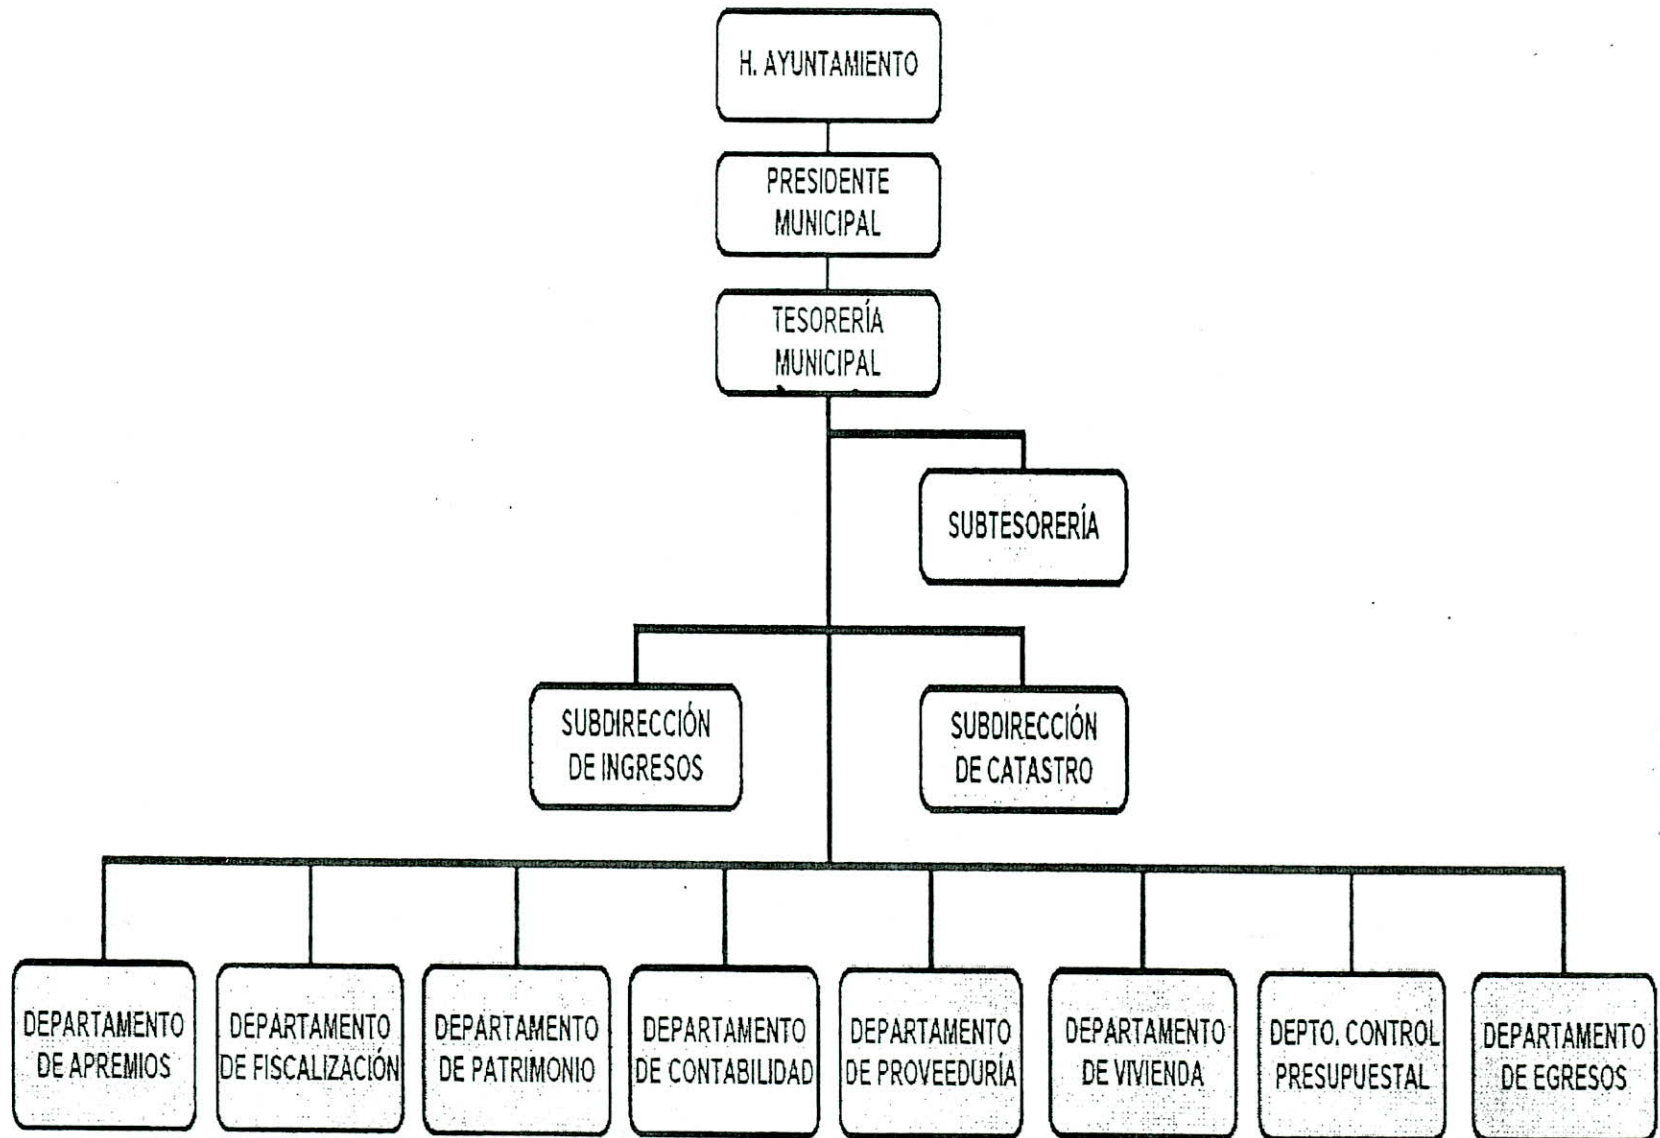 H. AYUNTAMIENTO
PRESIDENTE
MUNICIPAL
TESORERÍA
MUNICIPAL
SUBTESORERÍA
SUBDIRECCIÓN
DE INGRESOS
SUBDIRECCIÓN
DE CATASTRO
DEPARTAMENTO
DE APREMIOS
DEPARTAMENTO
DE FISCALIZACIÓN
DEPARTAMENTO
DE PATRIMONIO
DEPARTAMENTO
DE CONTABILIDAD
DEPARTAMENTO
DE PROVEEDURÍA
DEPARTAMENTO
DE VIVIENDA
DEPTO. CONTROL
PRESUPUESTAL
DEPARTAMENTO
DE EGRESOS